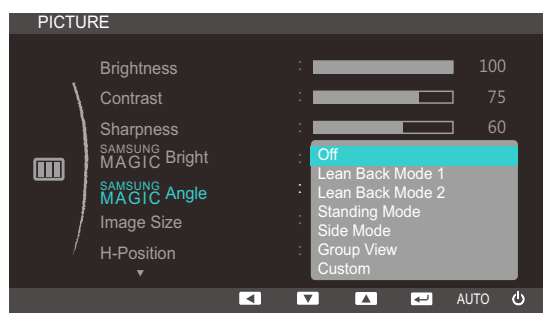 PICTURE
Brightness : 100
Contrast : 75
Sharpness : 60
SAMSUNG
MAGIC Bright :
SAMSUNG
MAGIC Angle :
Image Size :
H-Position :
Off
Lean Back Mode 1
Lean Back Mode 2
Standing Mode
Side Mode
Group View
Custom
AUTO